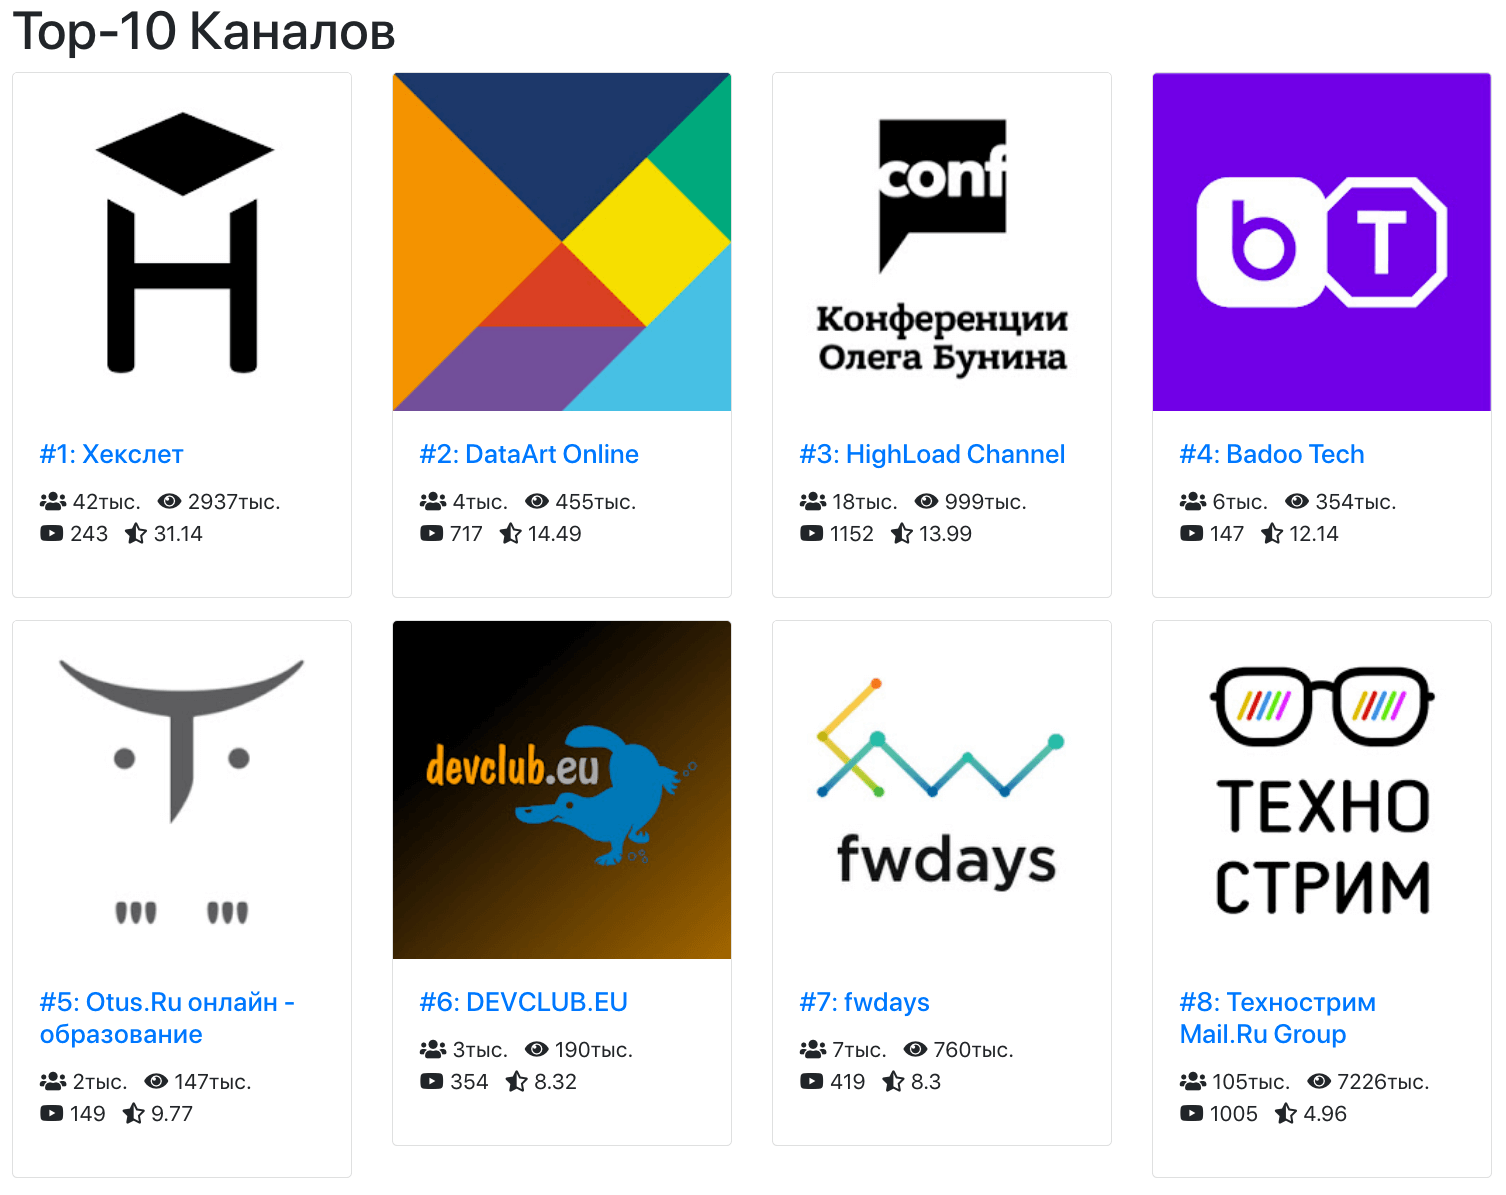 Top-10 Каналов
conf
Конференции
Олега Бунина
b T
#1: Хекслет
42тыс. 2937тыс.
243 31.14
#2: DataArt Online
4тыс. 455тыс.
717 14.49
#3: HighLoad Channel
18тыс. 999тыс.
1152 13.99
#4: Badoo Tech
6тыс. 354тыс.
147 12.14
devclub.eu
fwdays
ТЕХНО
СТРИМ
#5: Otus.Ru онлайн -
образование
2тыс. 147тыс.
149 9.77
#6: DEVCLUB.EU
3тыс. 190тыс.
354 8.32
#7: fwdays
7тыс. 760тыс.
419 8.3
#8: Технострим
Mail.Ru Group
105тыс. 7226тыс.
1005 4.96